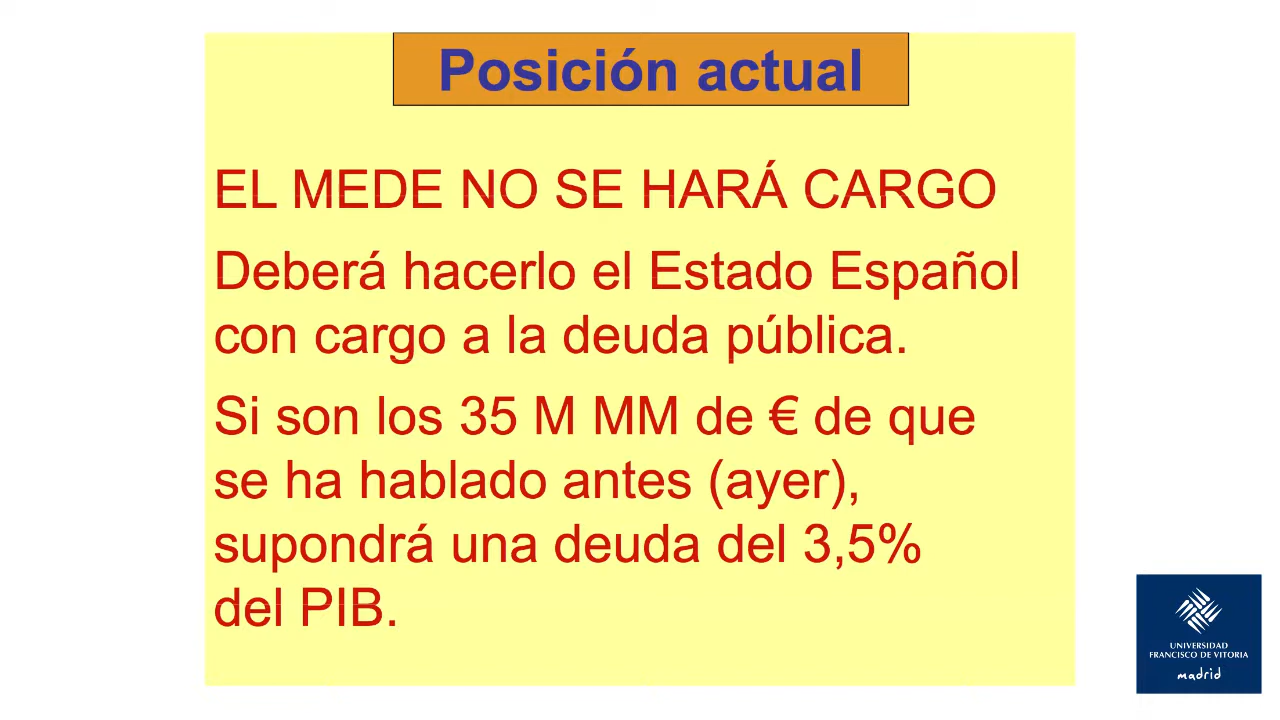 Posición actual
EL MEDE NO SE HARÁ CARGO
Deberá hacerlo el Estado Español
con cargo a la deuda pública.
Si son los 35 M MM de € de que
se ha hablado antes (ayer),
supondrá una deuda del 3,5%
del PIB.
UNIVERSIDAD
FRANCISCO DE VITORIA
madrid